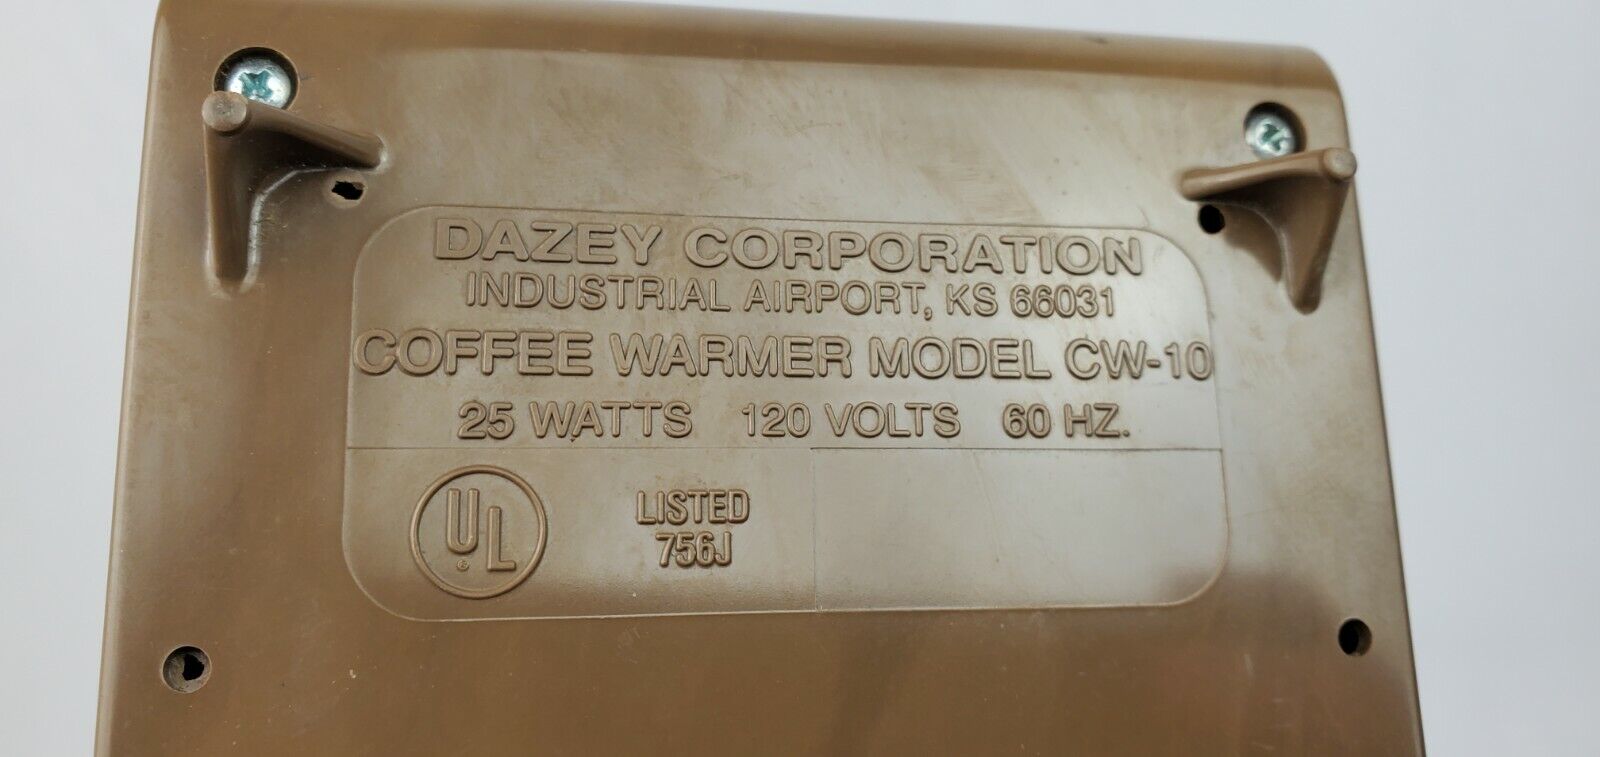 DAZEY CORPORATION
INDUSTRIAL AIRPORT, KS 66031
COFFEE WARMER MODEL CW-10
25 WATTS 120 VOLTS 60 HZ.
UL®
LISTED
756J